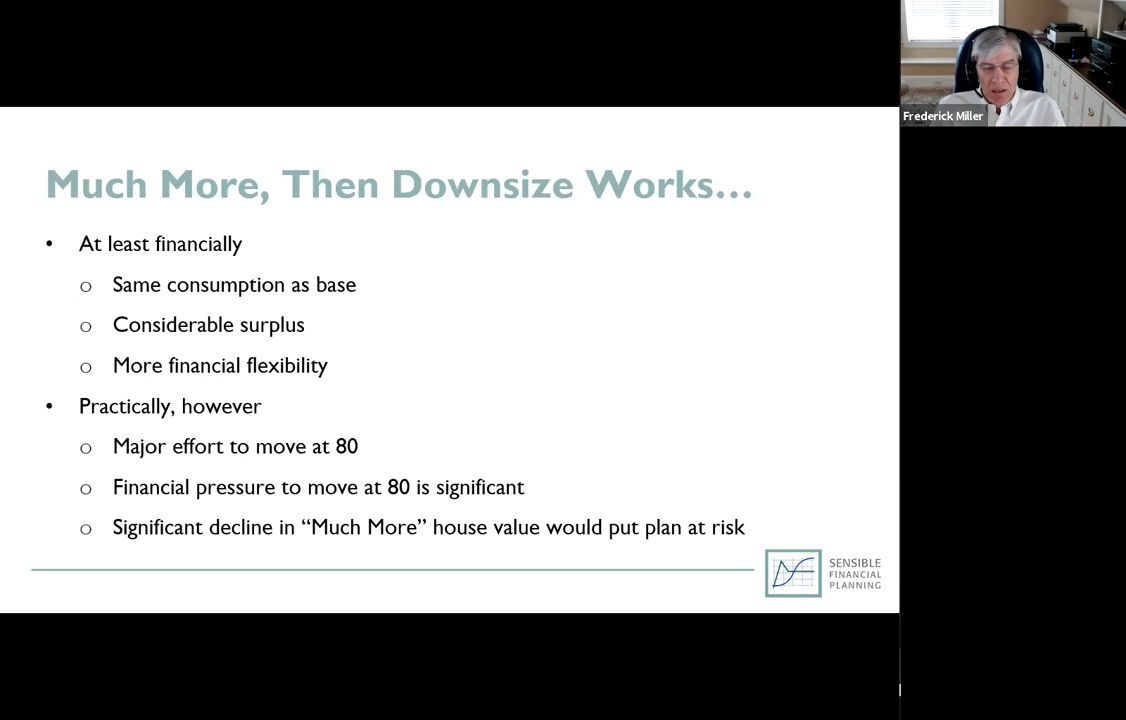 Frederick Miller
Much More, Then Downsize Works...
• At least financially
o Same consumption as base
o Considerable surplus
o More financial flexibility
• Practically, however
o Major effort to move at 80
o Financial pressure to move at 80 is significant
o Significant decline in “Much More” house value would put plan at risk
SENSIBLE
FINANCIAL
PLANNING